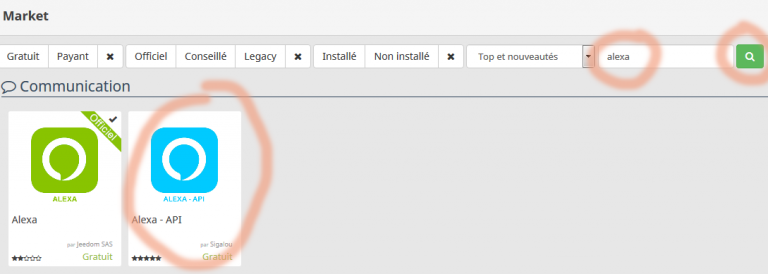 Market
Gratuit Payant × Officiel Conseillé Legacy × Installé Non installé × Top et nouveautés alexa
Communication
Officiel
ALEXA ALEXA - API
Alexa Alexa - API
par Jeedom SAS par Sigalou
Gratuit Gratuit